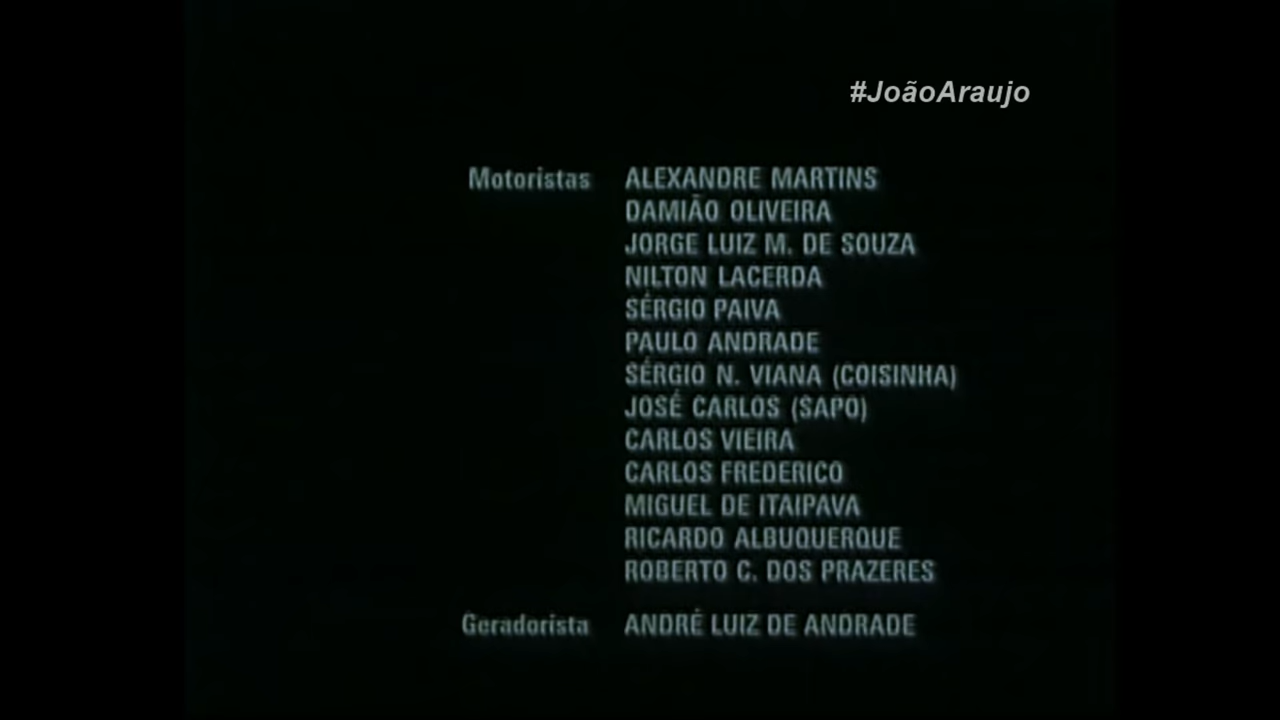 #JoãoAraujo
Motoristas ALEXANDRE MARTINS
DAMIÃO OLIVEIRA
JORGE LUIZ M. DE SOUZA
NILTON LACERDA
SÉRGIO PAIVA
PAULO ANDRADE
SÉRGIO N. VIANA (COISINHA)
JOSÉ CARLOS (SAPO)
CARLOS VIEIRA
CARLOS FREDERICO
MIGUEL DE ITAIPAVA
RICARDO ALBUQUERQUE
ROBERTO C. DOS PRAZERES
Geradorista ANDRÉ LUIZ DE ANDRADE